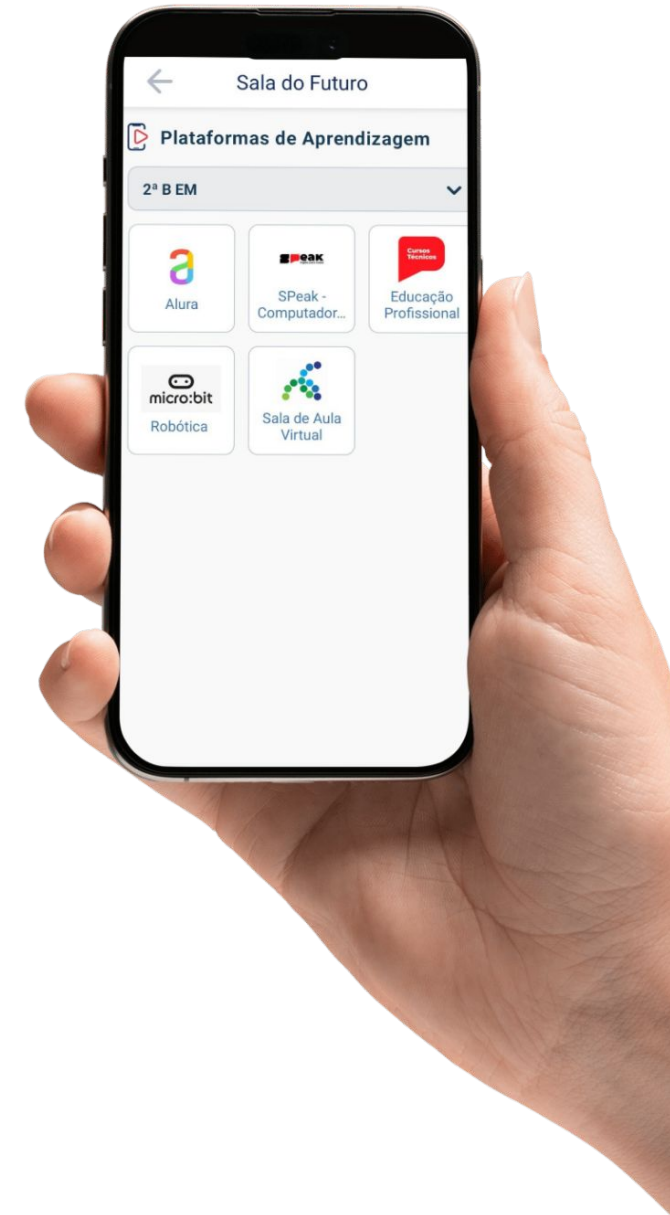 Sala do Futuro
Plataformas de Aprendizagem
2ª B EM
a
Alura
SPeak
SPeak -
Computador...
Cursos
Técnicos
Educação
Profissional
micro:bit
Robótica
Sala de Aula
Virtual